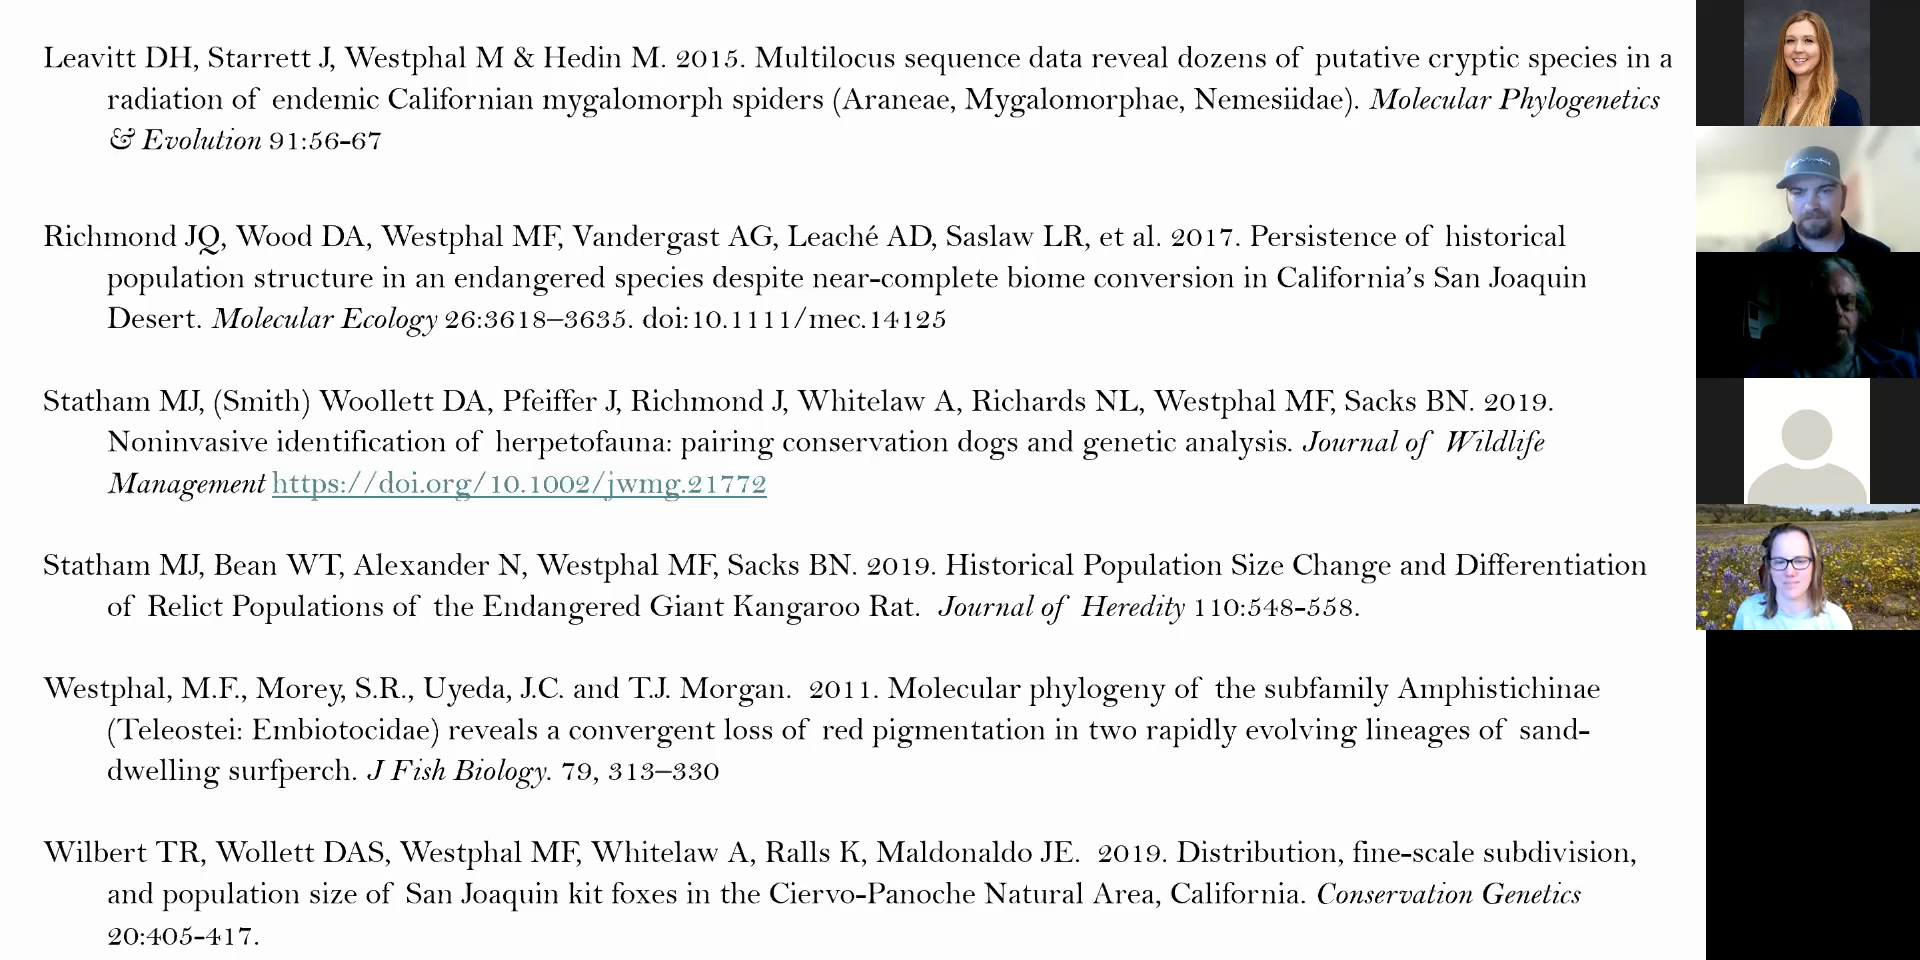 Leavitt DH, Starrett J, Westphal M & Hedin M. 2015. Multilocus sequence data reveal dozens of putative cryptic species in a
radiation of endemic Californian mygalomorph spiders (Araneae, Mygalomorphae, Nemesiidae). Molecular Phylogenetics
& Evolution 91:56-67
Richmond JQ, Wood DA, Westphal MF, Vandergast AG, Leaché AD, Saslaw LR, et al. 2017. Persistence of historical
population structure in an endangered species despite near-complete biome conversion in California's San Joaquin
Desert. Molecular Ecology 26:3618–3635. doi:10.1111/mec.14125
Statham MJ, (Smith) Woollett DA, Pfeiffer J, Richmond J, Whitelaw A, Richards NL, Westphal MF, Sacks BN. 2019.
Noninvasive identification of herpetofauna: pairing conservation dogs and genetic analysis. Journal of Wildlife
Management https://doi.org/10.1002/jwmg.21772
Statham MJ, Bean WT, Alexander N, Westphal MF, Sacks BN. 2019. Historical Population Size Change and Differentiation
of Relict Populations of the Endangered Giant Kangaroo Rat. Journal of Heredity 110:548-558.
Westphal, M.F., Morey, S.R., Uyeda, J.C. and T.J. Morgan. 2011. Molecular phylogeny of the subfamily Amphistichinae
(Teleostei: Embiotocidae) reveals a convergent loss of red pigmentation in two rapidly evolving lineages of sand-
dwelling surfperch. J Fish Biology. 79, 313–330
Wilbert TR, Wollett DAS, Westphal MF, Whitelaw A, Ralls K, Maldonaldo JE. 2019. Distribution, fine-scale subdivision,
and population size of San Joaquin kit foxes in the Ciervo-Panoche Natural Area, California. Conservation Genetics
20:405-417.